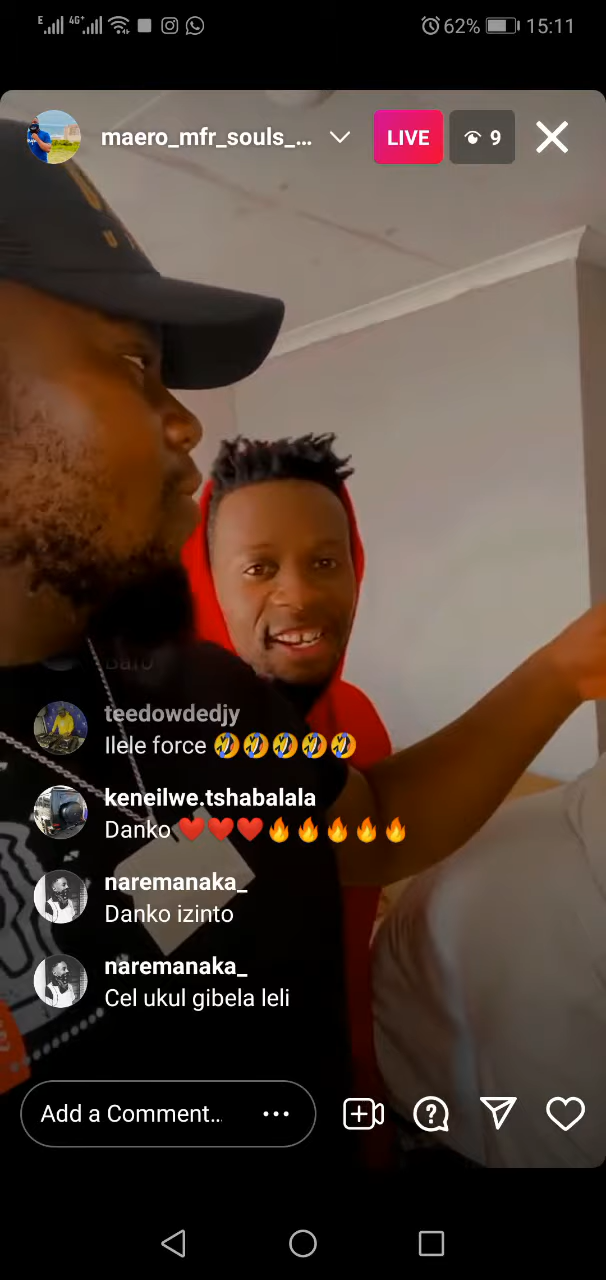 E 4G+ 62% 15:11
maero_mfr_souls_... LIVE 9
teedowdedjy
Ilele force 🤣🤣🤣🤣🤣
keneilwe.tshabalala
Danko ❤️❤️❤️🔥🔥🔥🔥🔥
naremanaka_
Danko izinto
naremanaka_
Cel ukul gibela leli
Add a Comment..